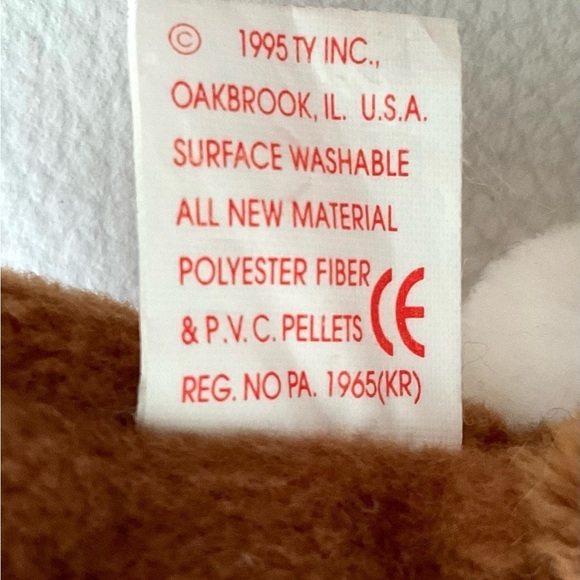 © 1995 TY INC.,
OAKBROOK, IL. U.S.A.
SURFACE WASHABLE
ALL NEW MATERIAL
POLYESTER FIBER
& P.V.C. PELLETS CE
REG. NO PA. 1965(KR)